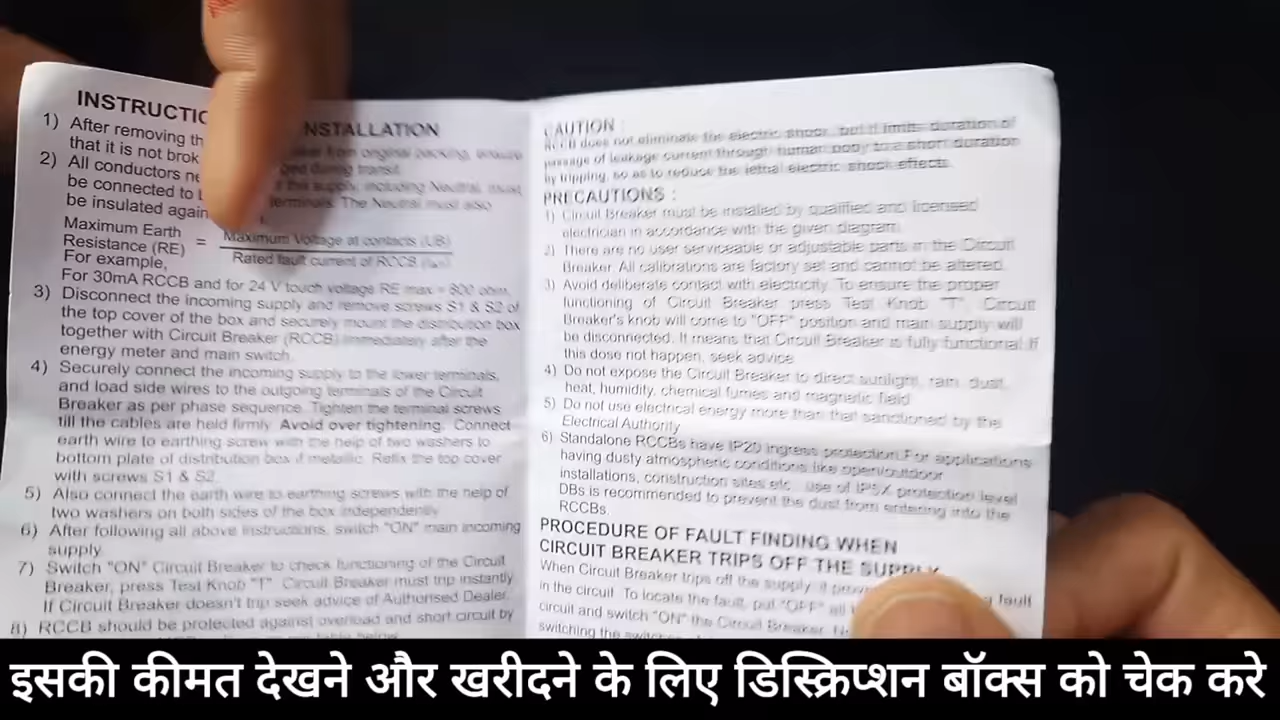 INSTRUCTIO NSTALLATION
1) After removing th from original packing, ensure
that it is not brok during transit.
2) All conductors ne supply, including Neutral, must
be connected to terminals. The Neutral must also
be insulated again
Maximum Earth
Resistance (RE) = Maximum Voltage at contacts (UB)
Rated fault current of RCCB
For example,
For 30mA RCCB and for 24 V touch voltage RE max = 800 ohm.
3) Disconnect the incoming supply and remove screws S1 & S2 of
the top cover of the box and securely mount the distribution box
together with Circuit Breaker (RCCB) immediately after the
energy meter and main switch.
4) Securely connect the incoming supply to the lower terminals,
and load side wires to the outgoing terminals of the Circuit
Breaker as per phase sequence. Tighten the terminal screws
till the cables are held firmly. Avoid over tightening. Connect
earth wire to earthing screw with the help of two washers to
bottom plate of distribution box if metallic. Refix the top cover
with screws S1 & S2.
5) Also connect the earth wire to earthing screws with the help of
two washers on both sides of the box independently.
6) After following all above instructions, switch "ON" main incoming
supply.
7) Switch "ON" Circuit Breaker to check functioning of the Circuit
Breaker, press Test Knob "T". Circuit Breaker must trip instantly.
If Circuit Breaker doesn't trip seek advice of Authorised Dealer.
8) RCCB should be protected against overload and short circuit by
table below.
CAUTION :
RCCB does not eliminate the electric shock, but it limits duration of
passage of leakage current through human body to a short duration
by tripping, so as to reduce the lethal electric shock effects.
PRECAUTIONS :
1) Circuit Breaker must be installed by qualified and licensed
electrician in accordance with the given diagram.
2) There are no user serviceable or adjustable parts in the Circuit
Breaker. All calibrations are factory set and cannot be altered.
3) Avoid deliberate contact with electricity. To ensure the proper
functioning of Circuit Breaker press Test Knob "T", Circuit
Breaker's knob will come to "OFF" position and main supply will
be disconnected. It means that Circuit Breaker is fully functional. If
this dose not happen, seek advice.
4) Do not expose the Circuit Breaker to direct sunlight, rain, dust,
heat, humidity, chemical fumes and magnetic field.
5) Do not use electrical energy more than that sanctioned by the
Electrical Authority.
6) Standalone RCCBs have IP20 ingress protection. For applications
having dusty atmospheric conditions like open/outdoor
installations, construction sites etc., use of IP5X protection level
DBs is recommended to prevent the dust from entering into the
RCCBs.
PROCEDURE OF FAULT FINDING WHEN
CIRCUIT BREAKER TRIPS OFF THE SUPPLY
When Circuit Breaker trips off the supply, it prov fault
in the circuit. To locate the fault, put "OFF" all
circuit and switch "ON" the Circuit Breaker.
switching the
इसकी कीमत देखने और खरीदने के लिए डिस्क्रिप्शन बॉक्स को चेक करे